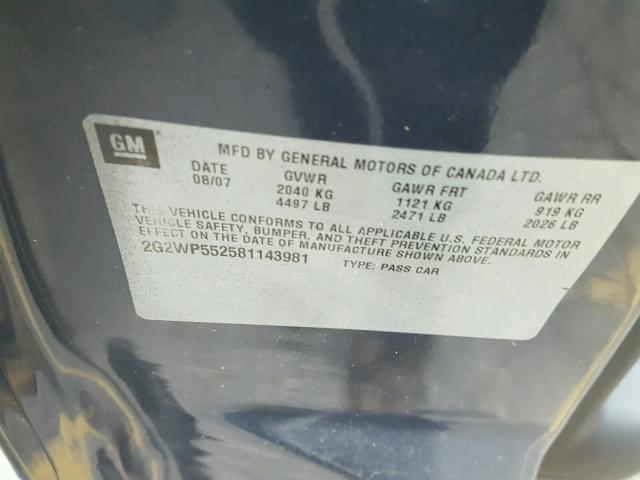 GM
MFD BY GENERAL MOTORS OF CANADA LTD.
DATE GVWR GAWR FRT GAWR RR
08/07 2040 KG 1121 KG 919 KG
4497 LB 2471 LB 2026 LB
THIS VEHICLE CONFORMS TO ALL APPLICABLE U.S. FEDERAL MOTOR
VEHICLE SAFETY, BUMPER, AND THEFT PREVENTION STANDARDS IN
EFFECT ON THE DATE OF MANUFACTURE SHOWN ABOVE.
2G2WP552581143981 TYPE: PASS CAR